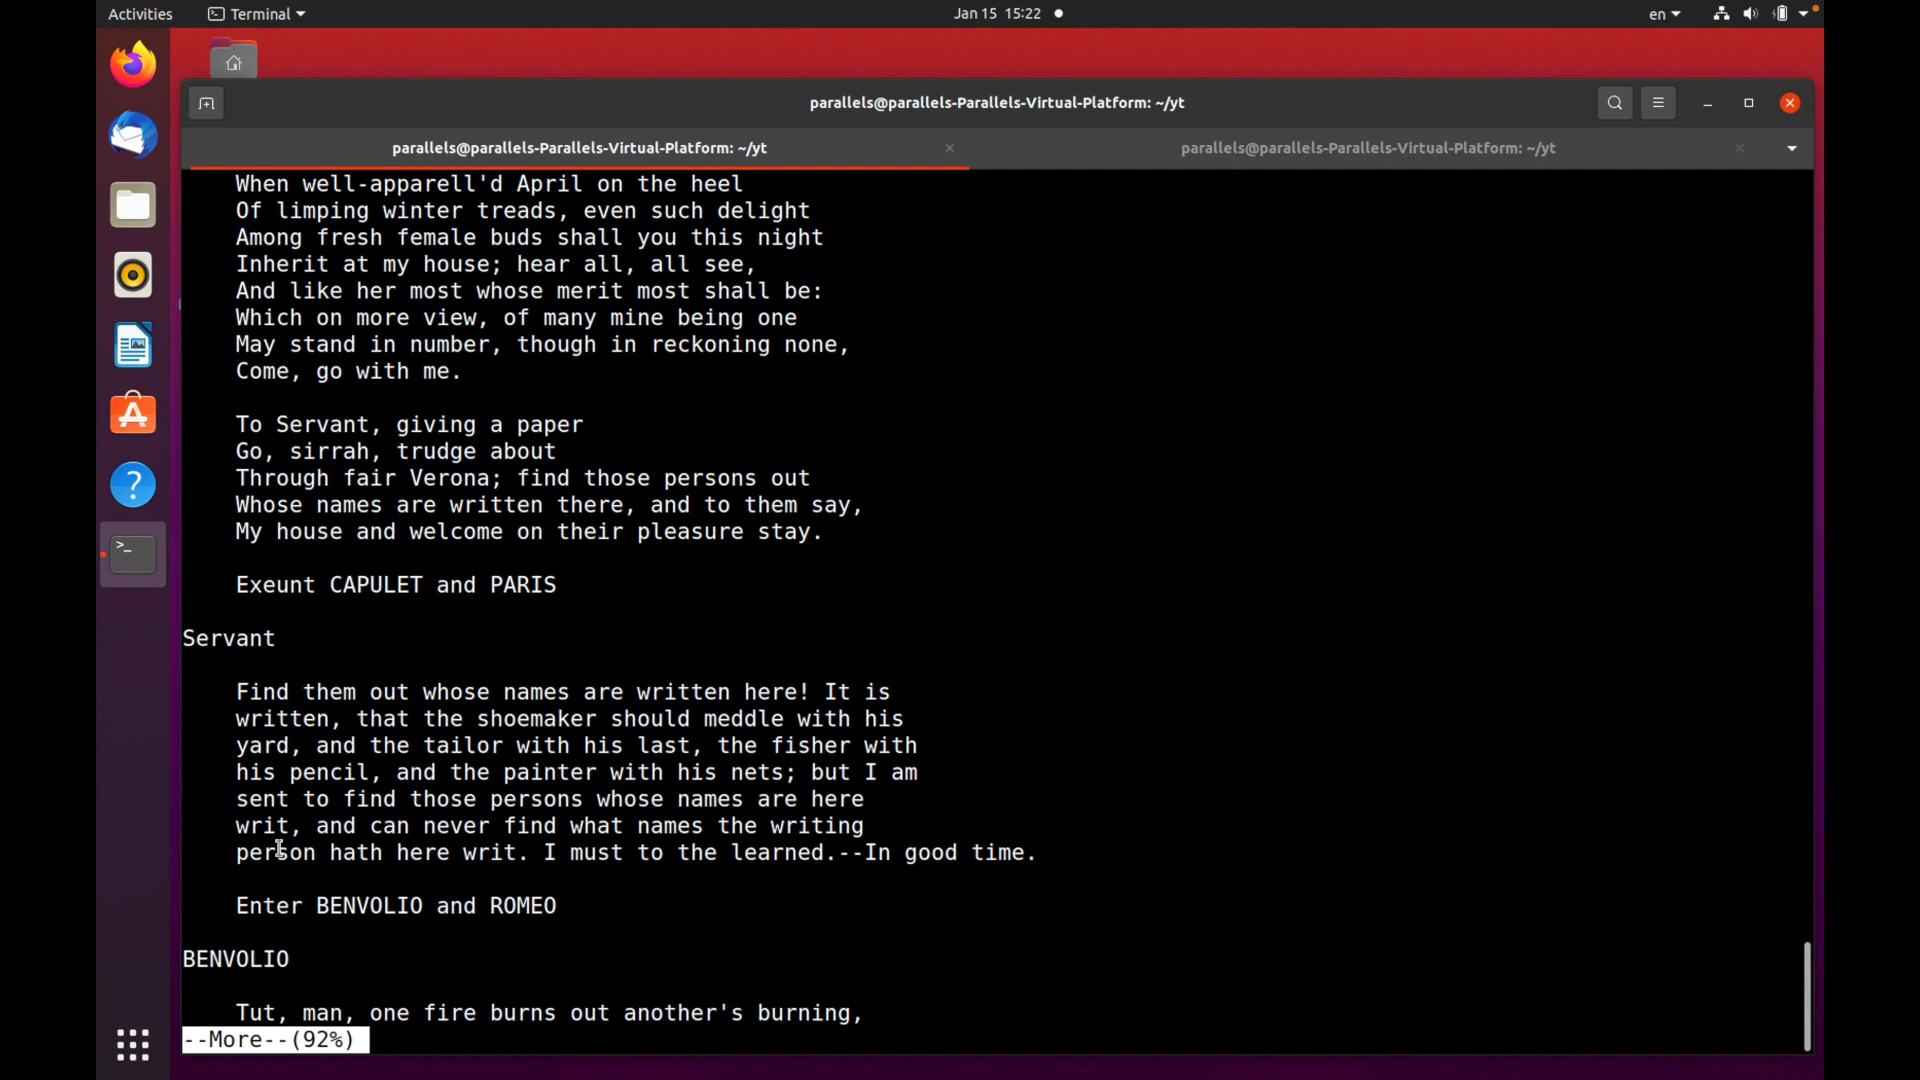 Activities
Terminal
Jan 15 15:22
en
parallels@parallels-Parallels-Virtual-Platform: ~/yt
parallels@parallels-Parallels-Virtual-Platform: ~/yt
parallels@parallels-Parallels-Virtual-Platform: ~/yt
When well-apparell'd April on the heel
Of limping winter treads, even such delight
Among fresh female buds shall you this night
Inherit at my house; hear all, all see,
And like her most whose merit most shall be:
Which on more view, of many mine being one
May stand in number, though in reckoning none,
Come, go with me.
To Servant, giving a paper
Go, sirrah, trudge about
Through fair Verona; find those persons out
Whose names are written there, and to them say,
My house and welcome on their pleasure stay.
Exeunt CAPULET and PARIS
Servant
Find them out whose names are written here! It is
written, that the shoemaker should meddle with his
yard, and the tailor with his last, the fisher with
his pencil, and the painter with his nets; but I am
sent to find those persons whose names are here
writ, and can never find what names the writing
person hath here writ. I must to the learned.--In good time.
Enter BENVOLIO and ROMEO
BENVOLIO
Tut, man, one fire burns out another's burning,
--More--(92%)